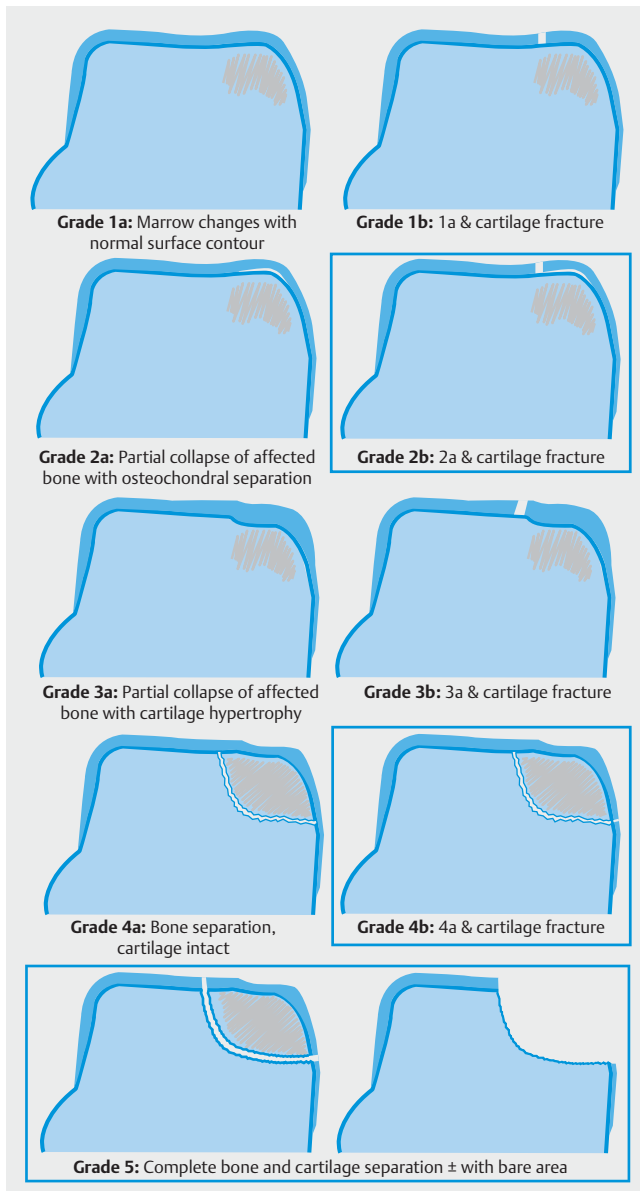 Grade 1a: Marrow changes with
normal surface contour
Grade 1b: 1a & cartilage fracture
Grade 2a: Partial collapse of affected
bone with osteochondral separation
Grade 2b: 2a & cartilage fracture
Grade 3a: Partial collapse of affected
bone with cartilage hypertrophy
Grade 3b: 3a & cartilage fracture
Grade 4a: Bone separation,
cartilage intact
Grade 4b: 4a & cartilage fracture
Grade 5: Complete bone and cartilage separation ± with bare area